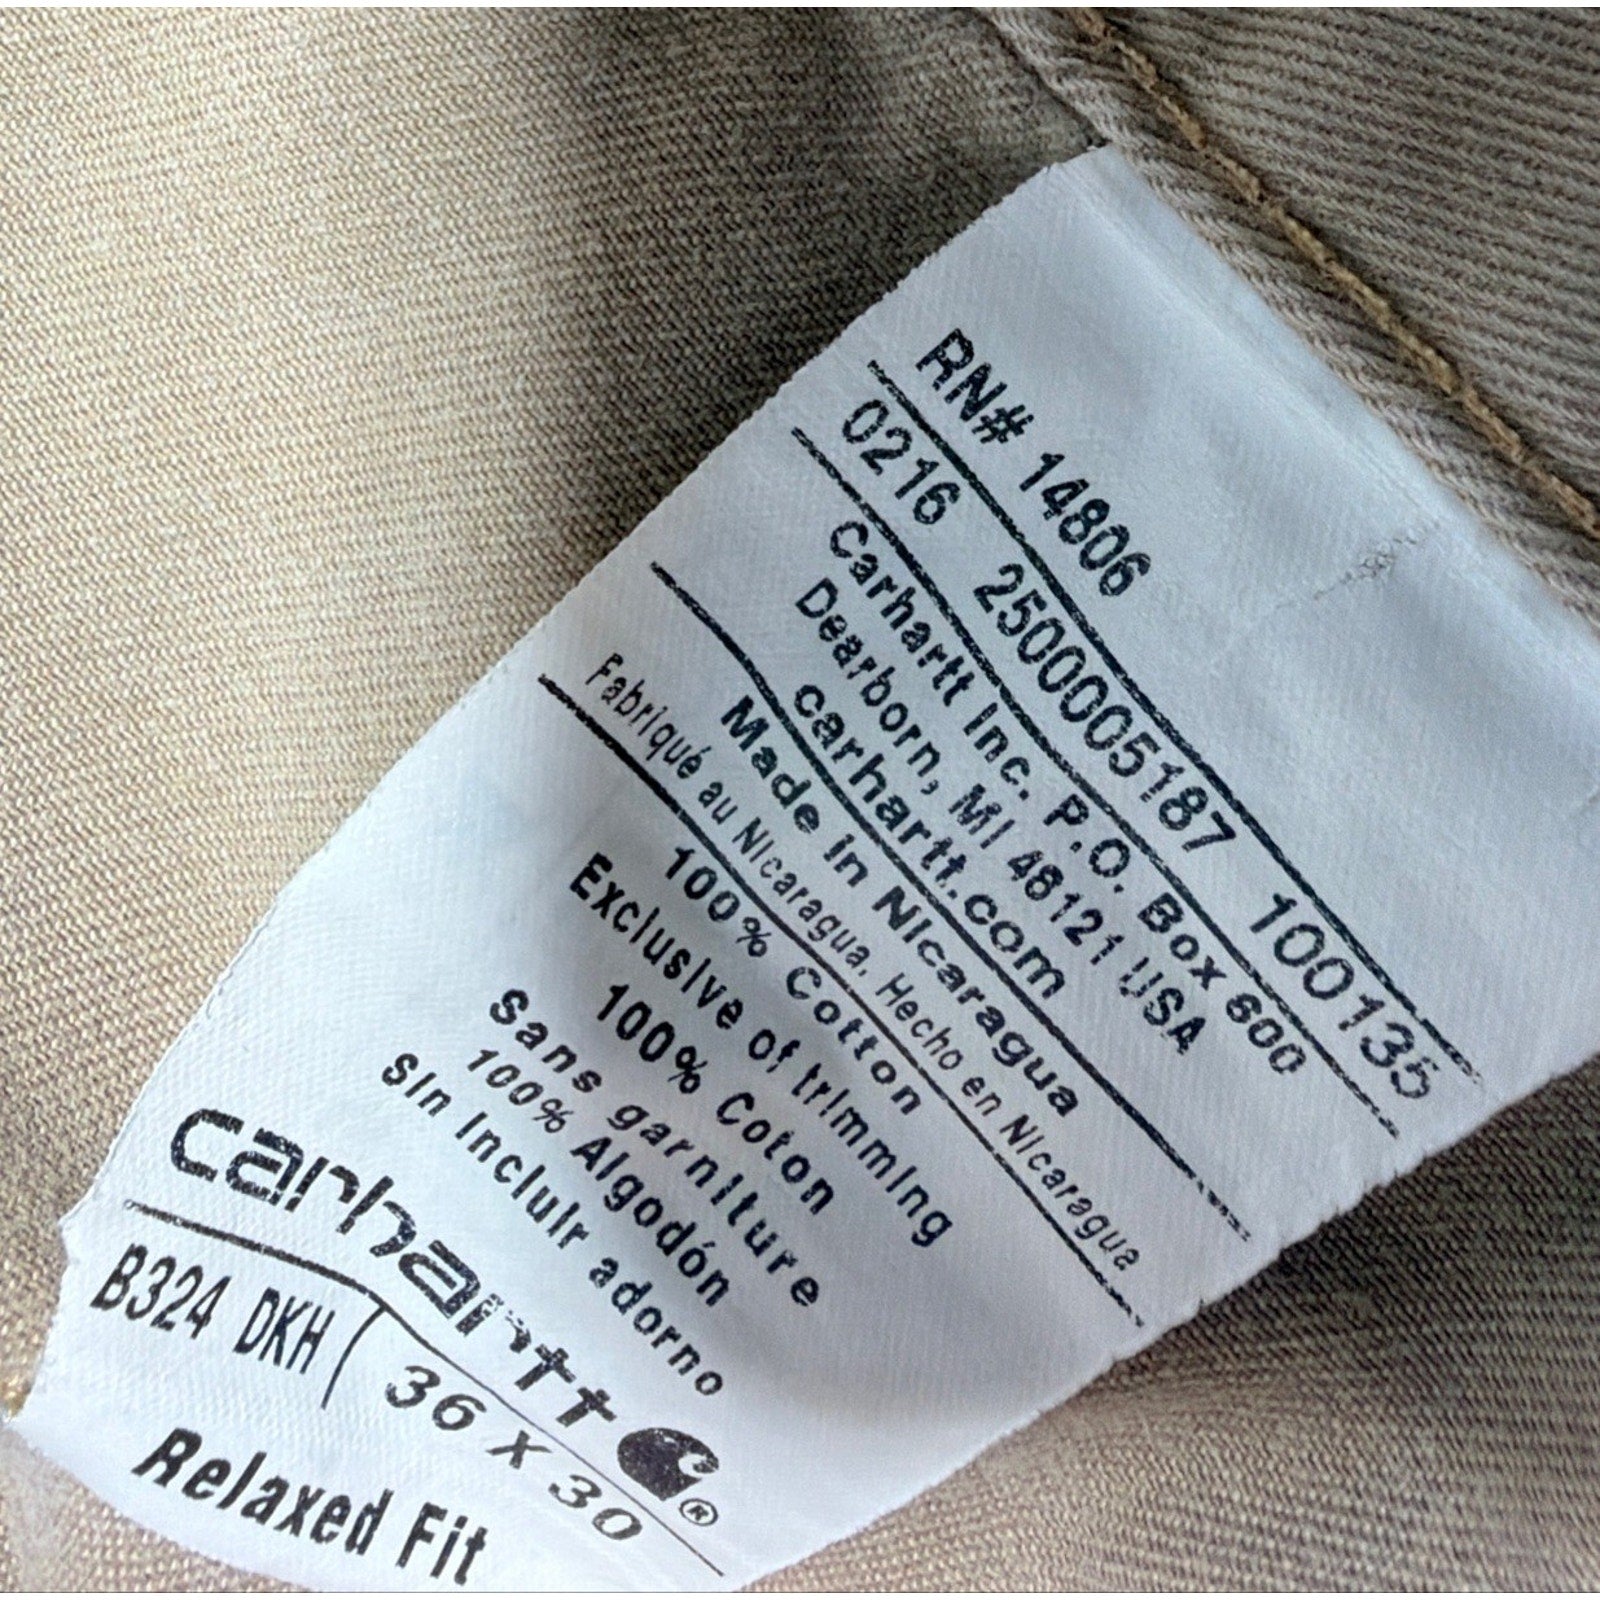 carhartt ®
B324 DKH 36 x 30
Relaxed Fit
100% Cotton
Exclusive of trimming
100% Coton
Sans garniture
100% Algodón
Sin incluir adorno
Made in Nicaragua
Fabriqué au Nicaragua, Hecho en Nicaragua
Carhartt Inc. P.O. Box 600
Dearborn, MI 48121 USA
carhartt.com
0216 2500005187 100135
RN# 14806